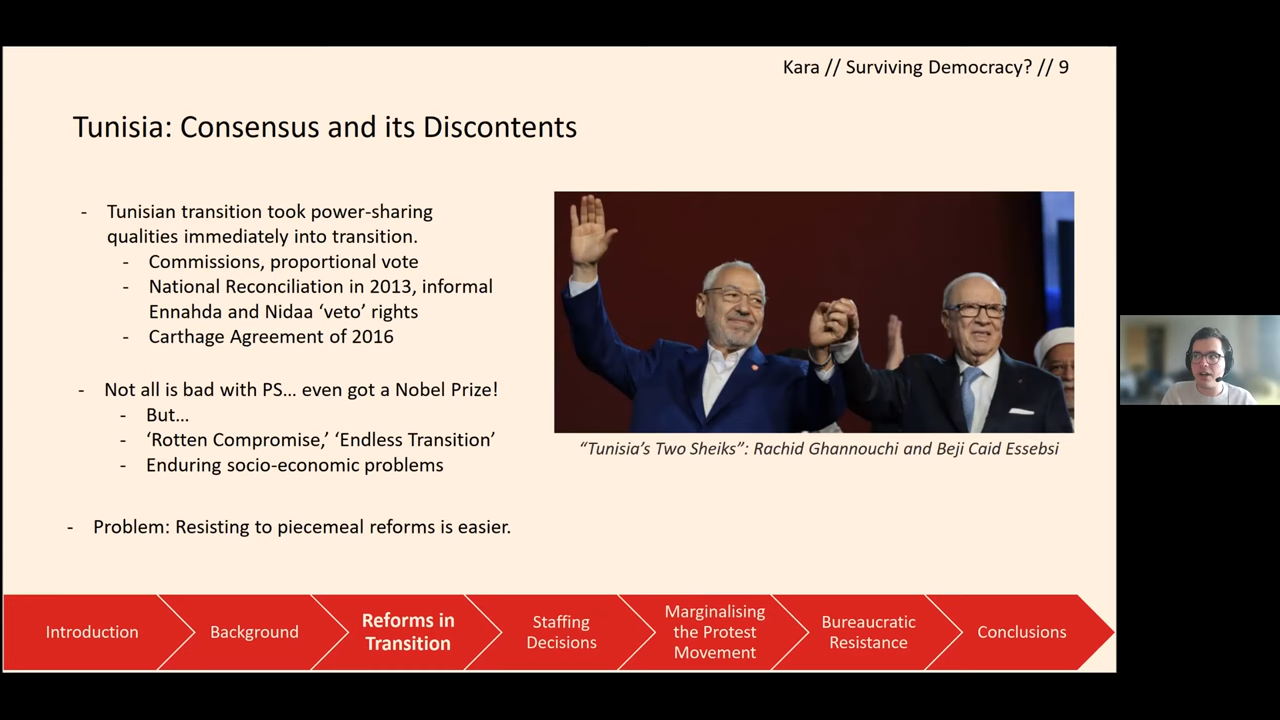 Kara // Surviving Democracy? // 9
Tunisia: Consensus and its Discontents
- Tunisian transition took power-sharing
qualities immediately into transition.
- Commissions, proportional vote
- National Reconciliation in 2013, informal
Ennahda and Nidaa ‘veto’ rights
- Carthage Agreement of 2016
- Not all is bad with PS... even got a Nobel Prize!
- But...
- ‘Rotten Compromise,’ ‘Endless Transition’
- Enduring socio-economic problems
- Problem: Resisting to piecemeal reforms is easier.
“Tunisia’s Two Sheiks”: Rachid Ghannouchi and Beji Caid Essebsi
Introduction
Background
Reforms in
Transition
Staffing
Decisions
Marginalising
the Protest
Movement
Bureaucratic
Resistance
Conclusions